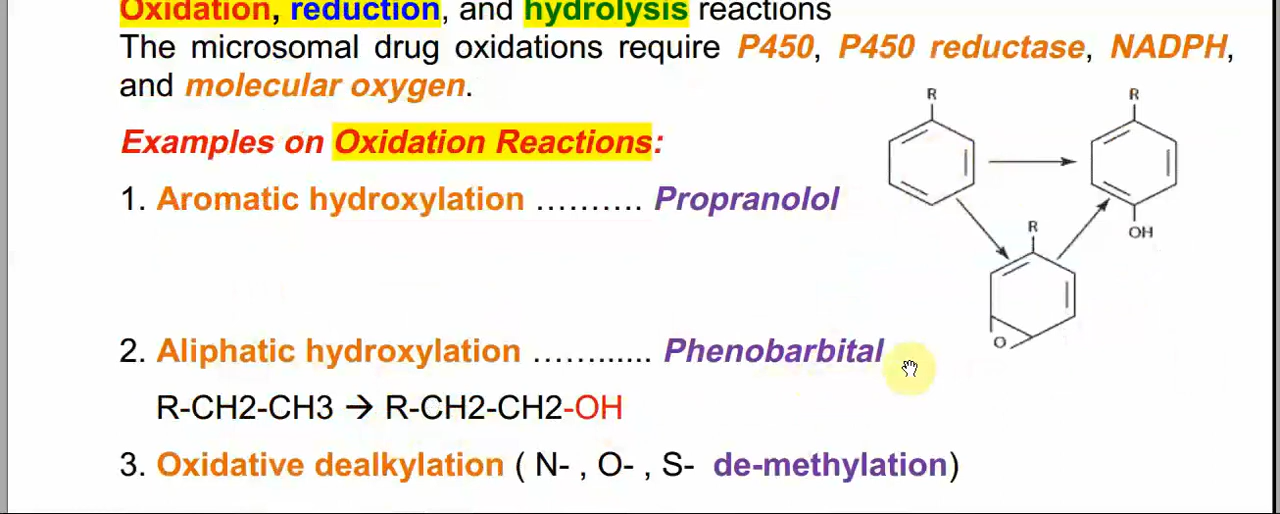 Oxidation, reduction, and hydrolysis reactions
The microsomal drug oxidations require P450, P450 reductase, NADPH,
and molecular oxygen.
Examples on Oxidation Reactions:
1. Aromatic hydroxylation .......... Propranolol
2. Aliphatic hydroxylation ........... Phenobarbital
R-CH2-CH3 → R-CH2-CH2-OH
3. Oxidative dealkylation ( N- , O- , S-  de-methylation)
R
R
OH
R
O